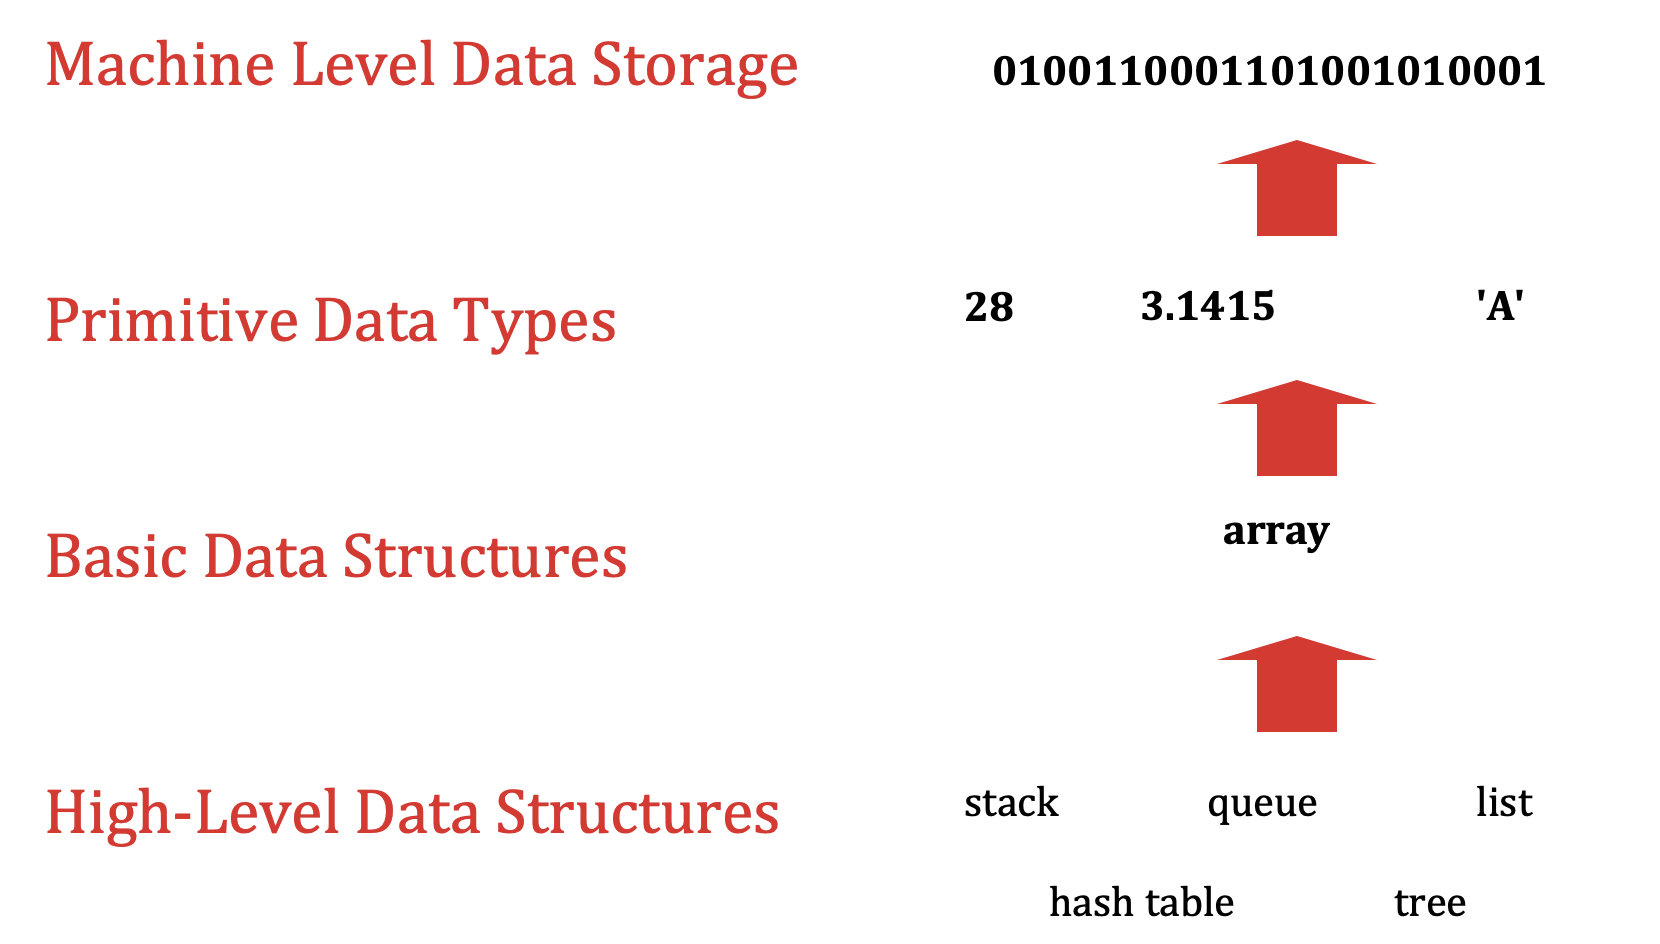 Machine Level Data Storage
0100110001101001010001
Primitive Data Types
28 3.1415 'A'
Basic Data Structures
array
High-Level Data Structures
stack queue list
hash table tree